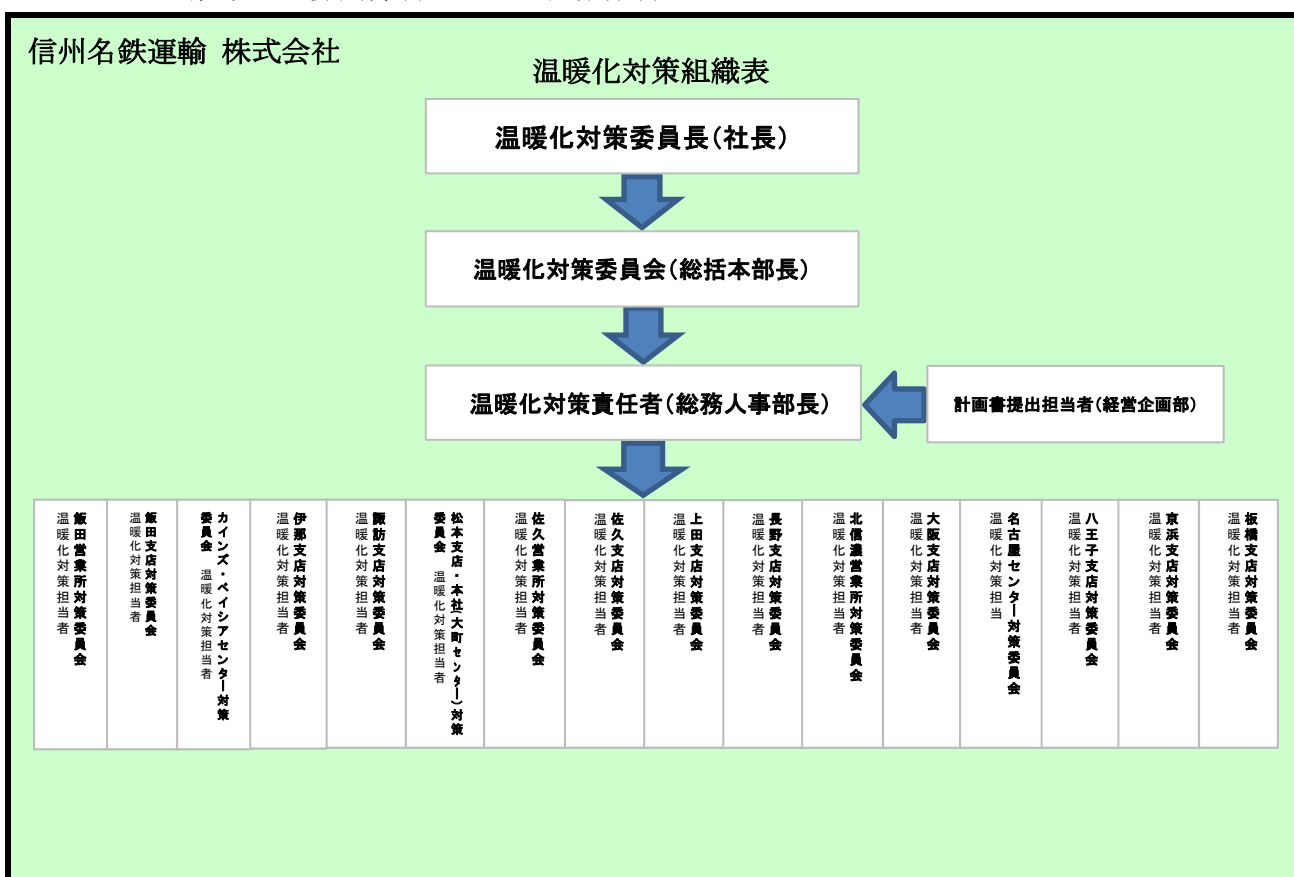 信州名鉄運輸 株式会社
温暖化対策組織表
温暖化対策委員長(社長)
温暖化対策委員会(総括本部長)
温暖化対策責任者(総務人事部長)
計画書提出担当者(経営企画部)
飯田営業所対策委員会
温暖化対策担当者
飯田支店対策委員会
温暖化対策担当者
カインズ・ベイシアセンター対策
委員会 温暖化対策担当者
伊那支店対策委員会
温暖化対策担当者
諏訪支店対策委員会
温暖化対策担当者
松本支店・本社(大町センター)対策
委員会 温暖化対策担当者
佐久営業所対策委員会
温暖化対策担当者
佐久支店対策委員会
温暖化対策担当者
上田支店対策委員会
温暖化対策担当者
長野支店対策委員会
温暖化対策担当者
北信濃営業所対策委員会
温暖化対策担当者
大阪支店対策委員会
温暖化対策担当者
名古屋センター対策委員会
温暖化対策担当
八王子支店対策委員会
温暖化対策担当者
京浜支店対策委員会
温暖化対策担当者
板橋支店対策委員会
温暖化対策担当者